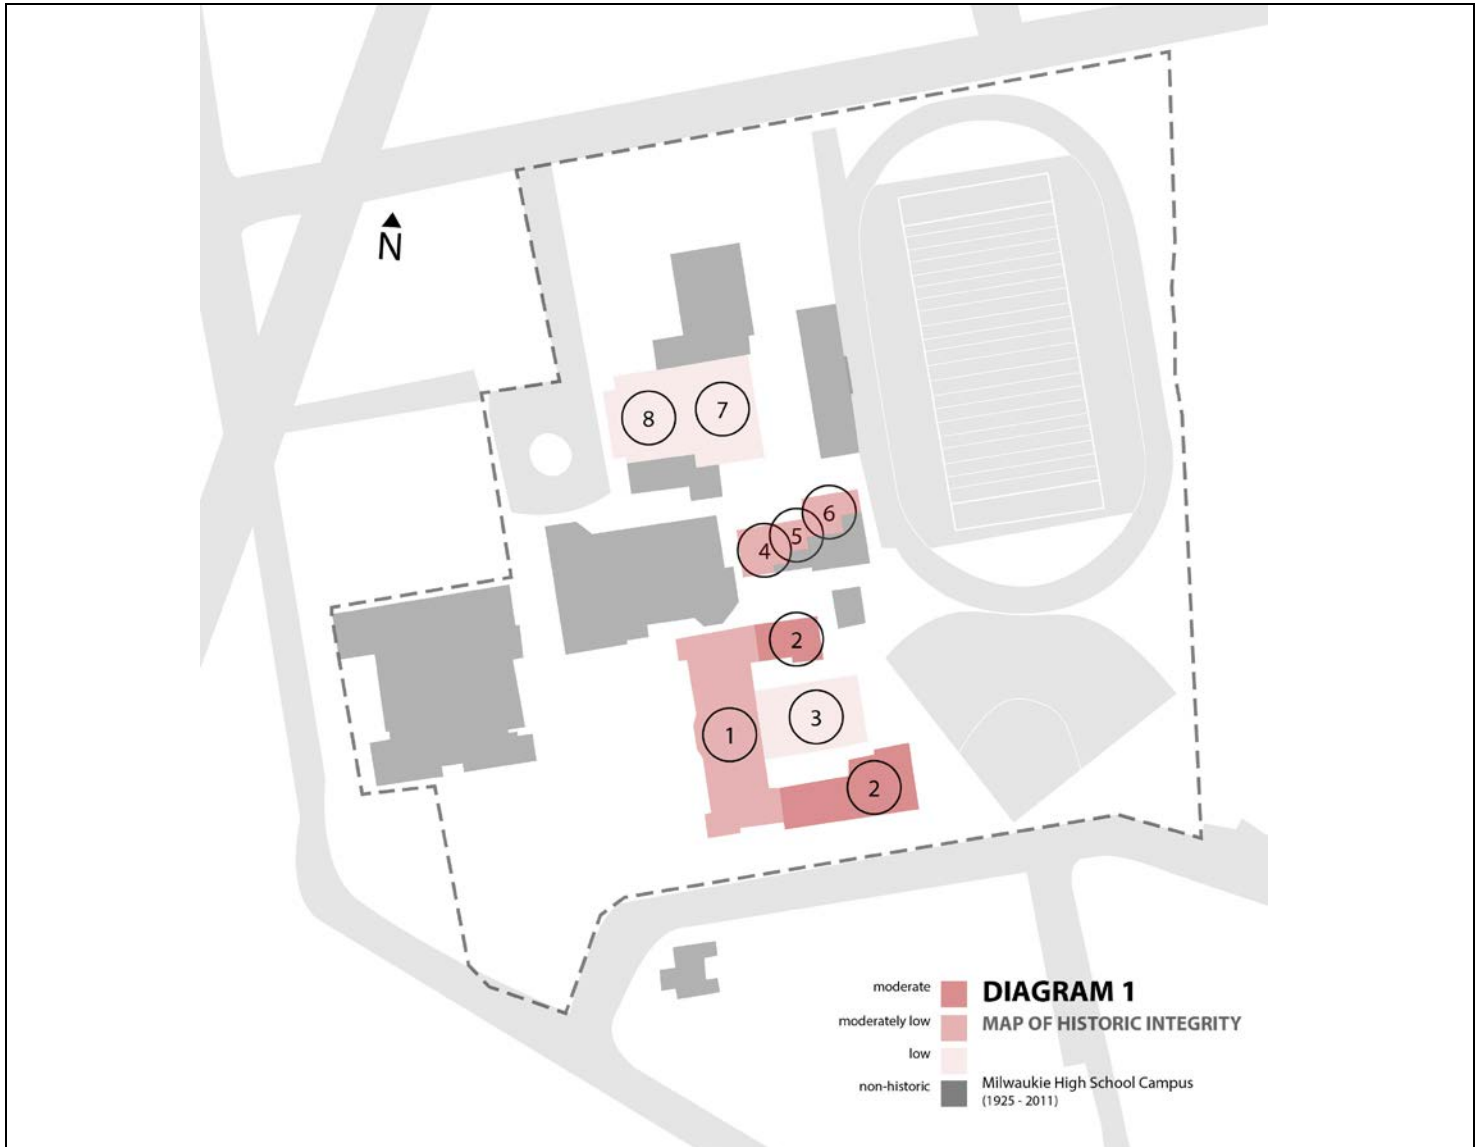 N
8
7
6
5
4
2
3
1
2
moderate
DIAGRAM 1
moderately low
MAP OF HISTORIC INTEGRITY
low
non-historic
Milwaukie High School Campus
(1925 - 2011)